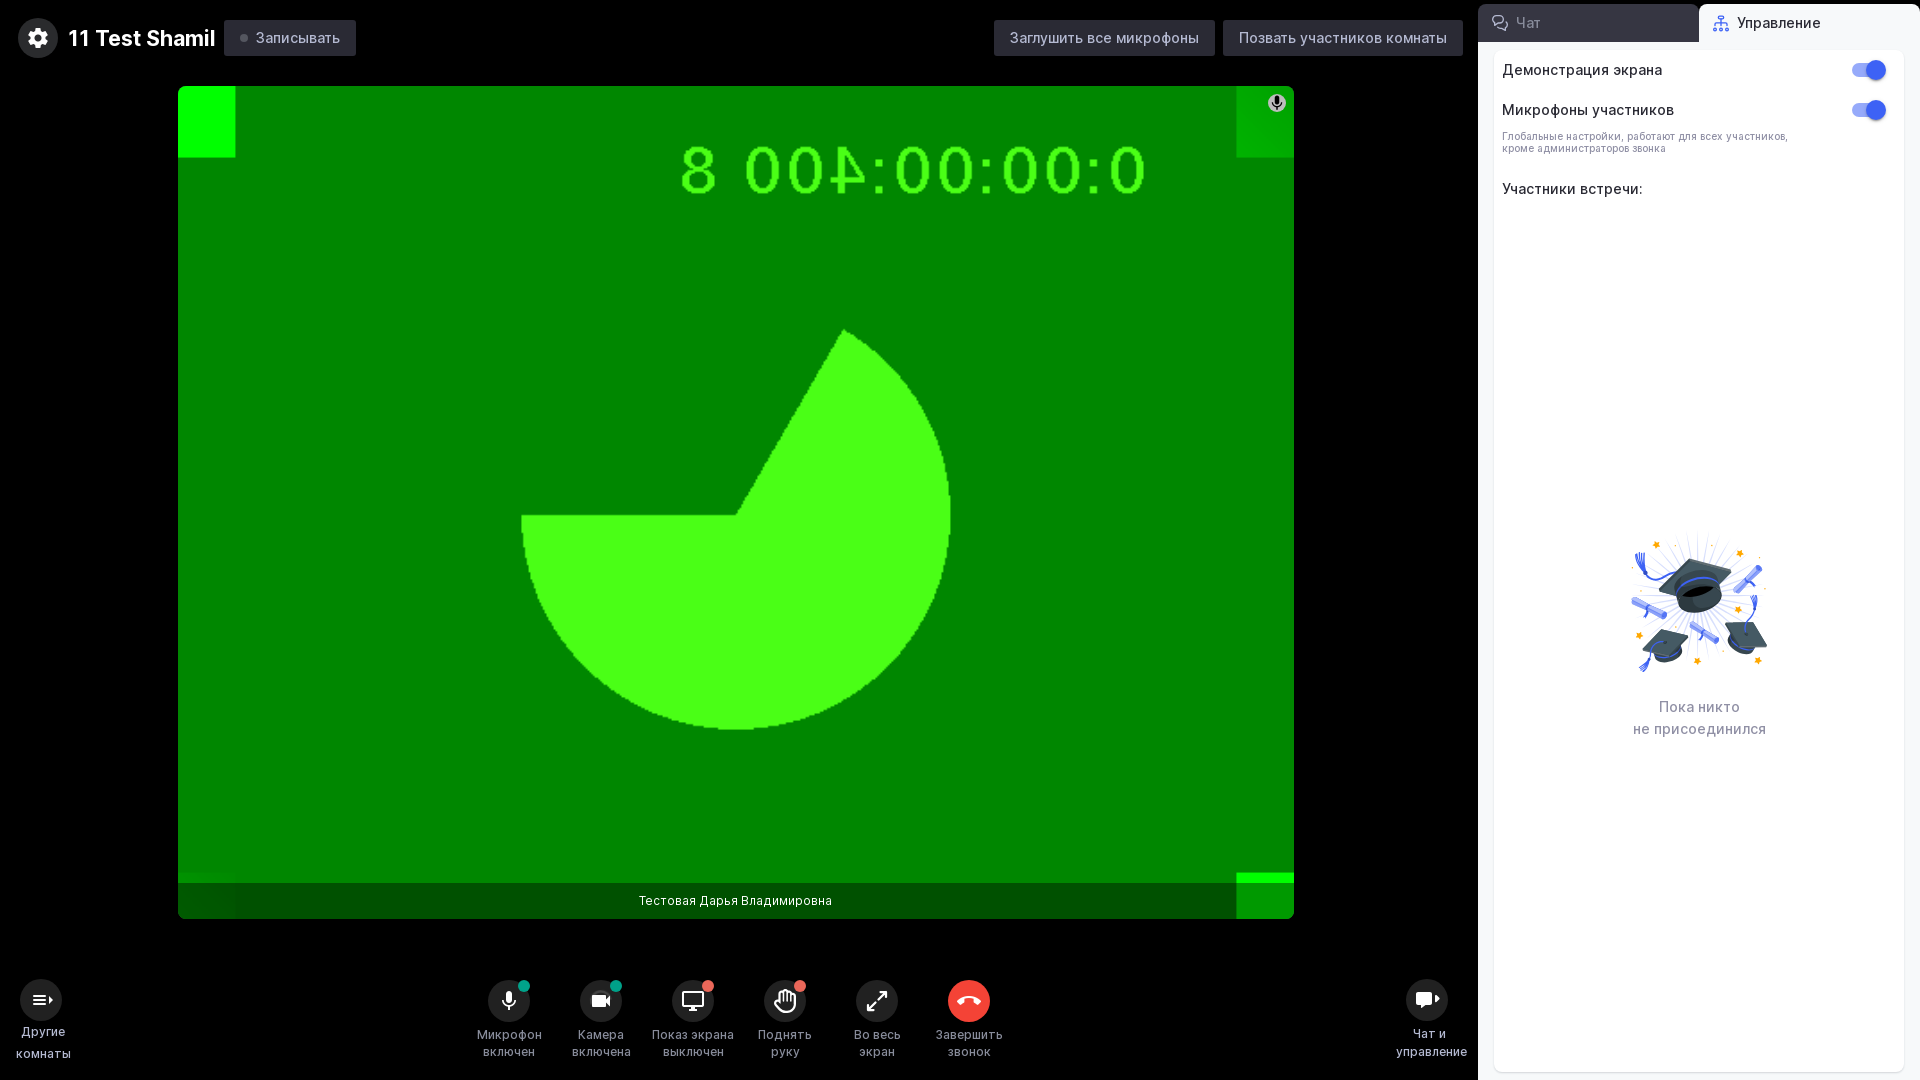 11 Test Shamil
Записывать
Заглушить все микрофоны
Позвать участников комнаты
Чат
Управление
Демонстрация экрана
Микрофоны участников
Глобальные настройки, работают для всех участников,
кроме администраторов звонка
Участники встречи:
0:00:00:400 8
Пока никто
не присоединился
Тестовая Дарья Владимировна
Другие
комнаты
Микрофон
включен
Камера
включена
Показ экрана
выключен
Поднять
руку
Во весь
экран
Завершить
звонок
Чат и
управление